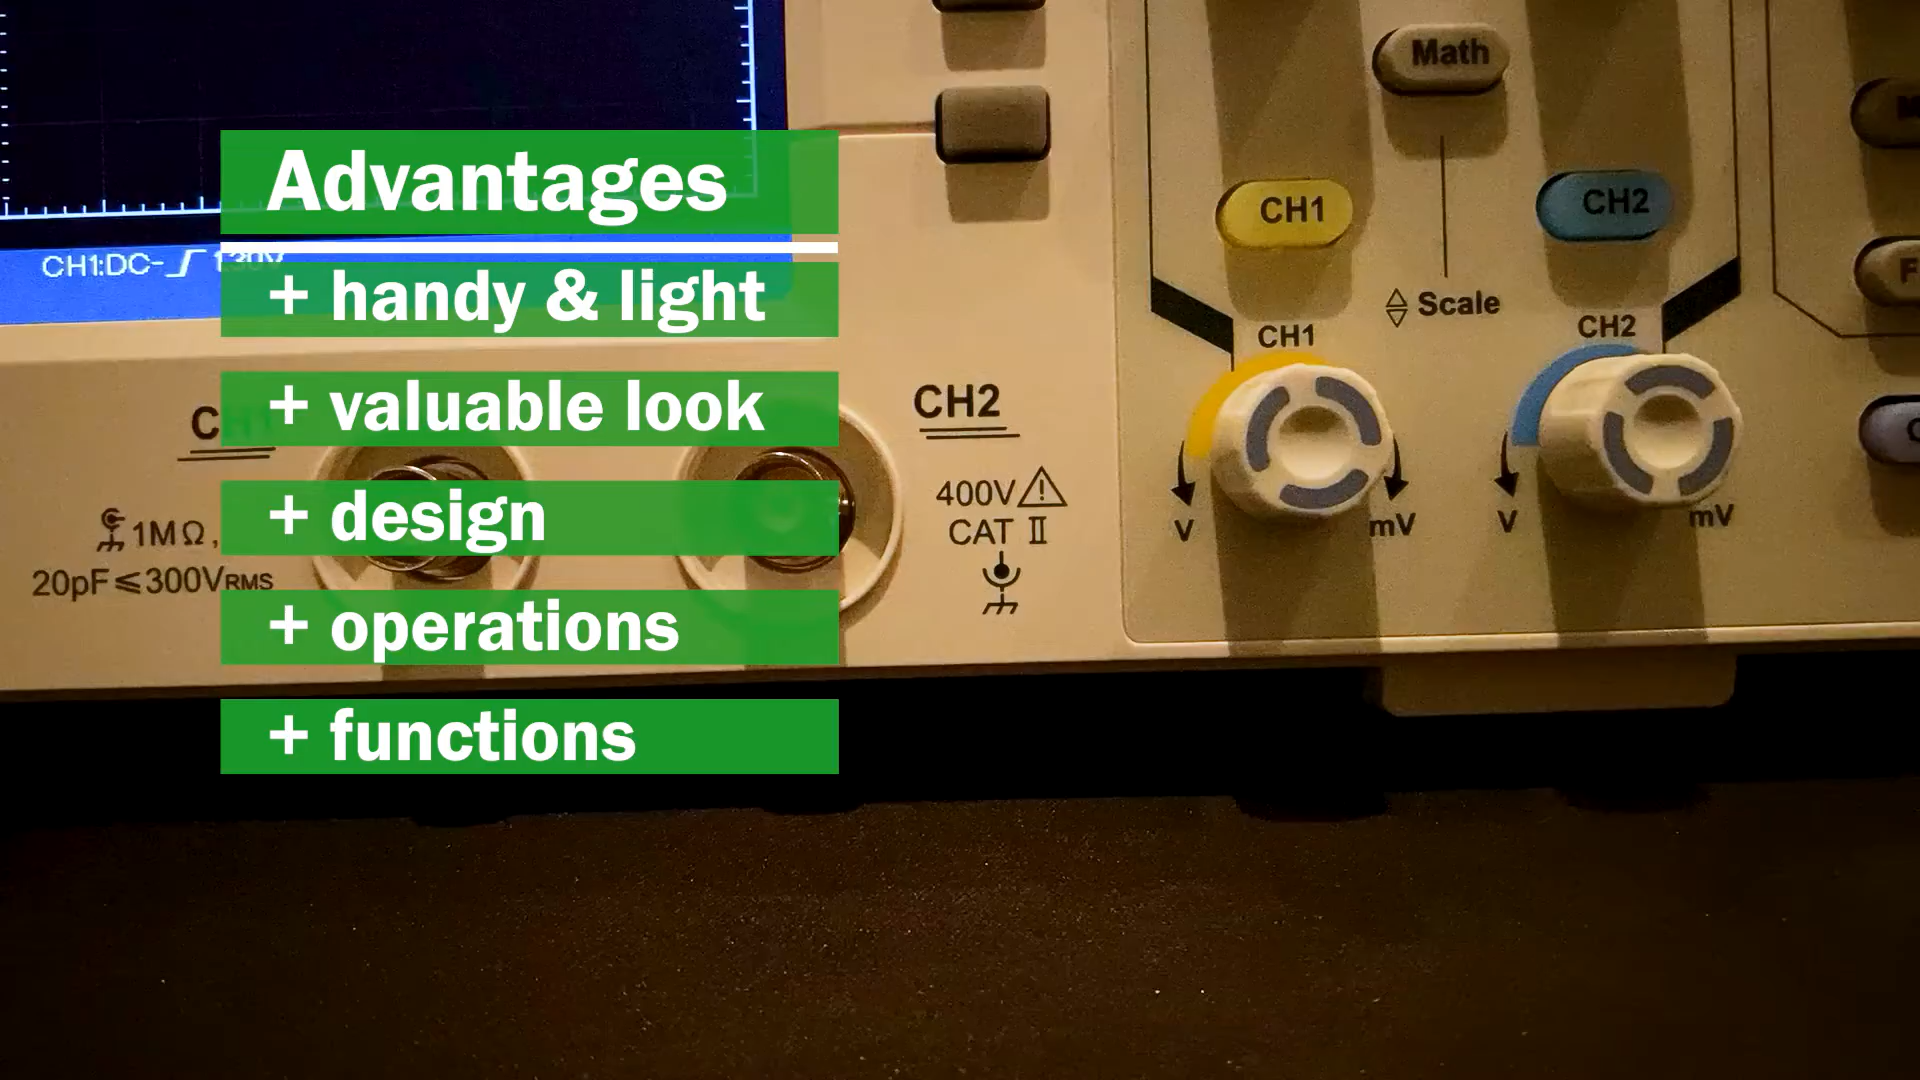 Math
CH1
CH2
Advantages
CH1:DC-
+ handy & light
Scale
CH1
CH2
+ valuable look
CH2
400V
CAT II
+ design
1MΩ,
V
mV
V
mV
20pF≤300VRMS
+ operations
+ functions